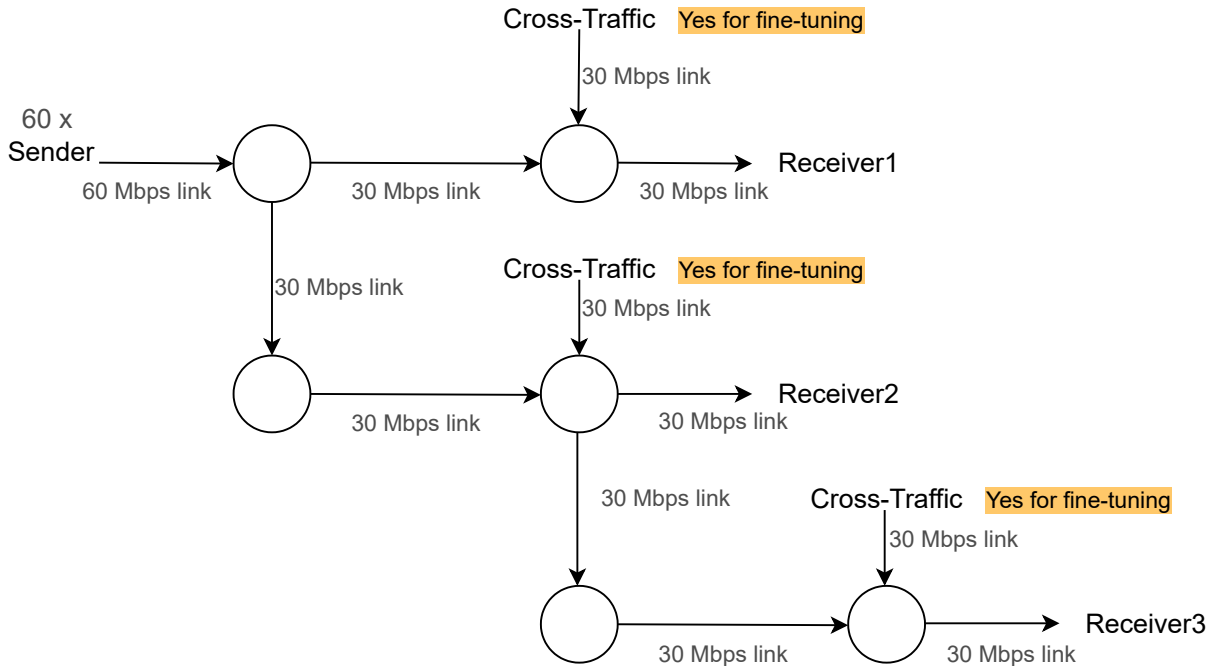 Cross-Traffic Yes for fine-tuning
30 Mbps link
60 x
Sender
60 Mbps link
30 Mbps link
30 Mbps link
Receiver1
30 Mbps link
Cross-Traffic Yes for fine-tuning
30 Mbps link
30 Mbps link
30 Mbps link
Receiver2
30 Mbps link
Cross-Traffic Yes for fine-tuning
30 Mbps link
30 Mbps link
30 Mbps link
Receiver3